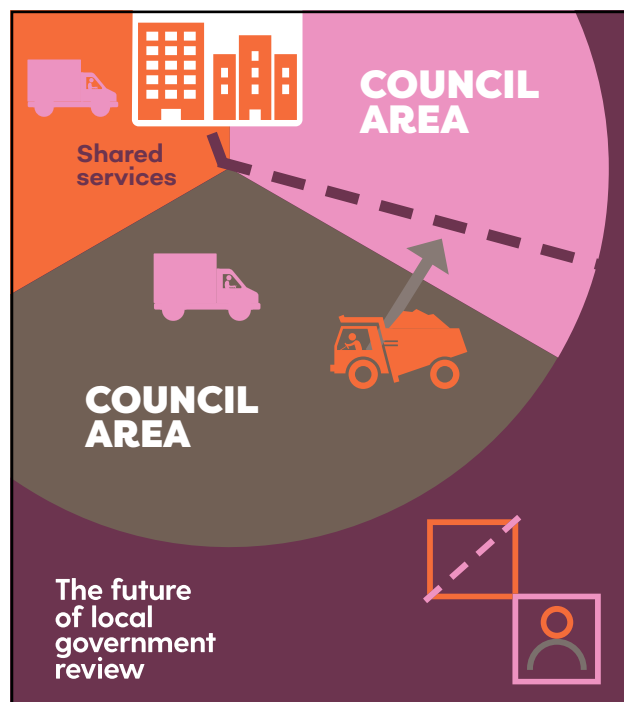 COUNCIL
AREA
Shared
services
COUNCIL
AREA
The future
of local
government
review